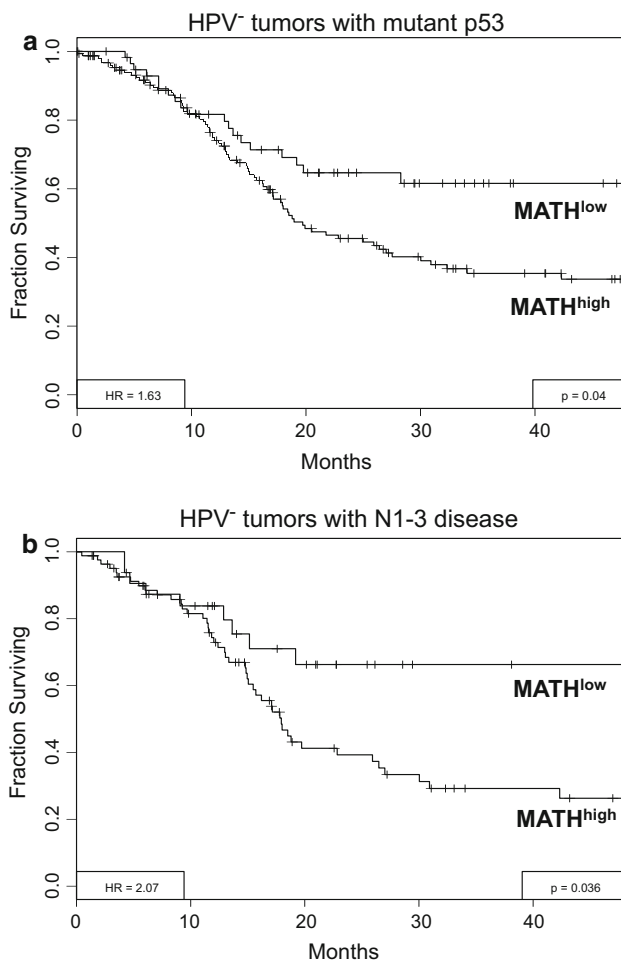 a
HPV⁻ tumors with mutant p53
Fraction Surviving
1.0
0.8
0.6
0.4
0.2
0.0
MATHlow
MATHhigh
HR = 1.63
p = 0.04
0 10 20 30 40
Months
b
HPV⁻ tumors with N1-3 disease
Fraction Surviving
1.0
0.8
0.6
0.4
0.2
0.0
MATHlow
MATHhigh
HR = 2.07
p = 0.036
0 10 20 30 40
Months